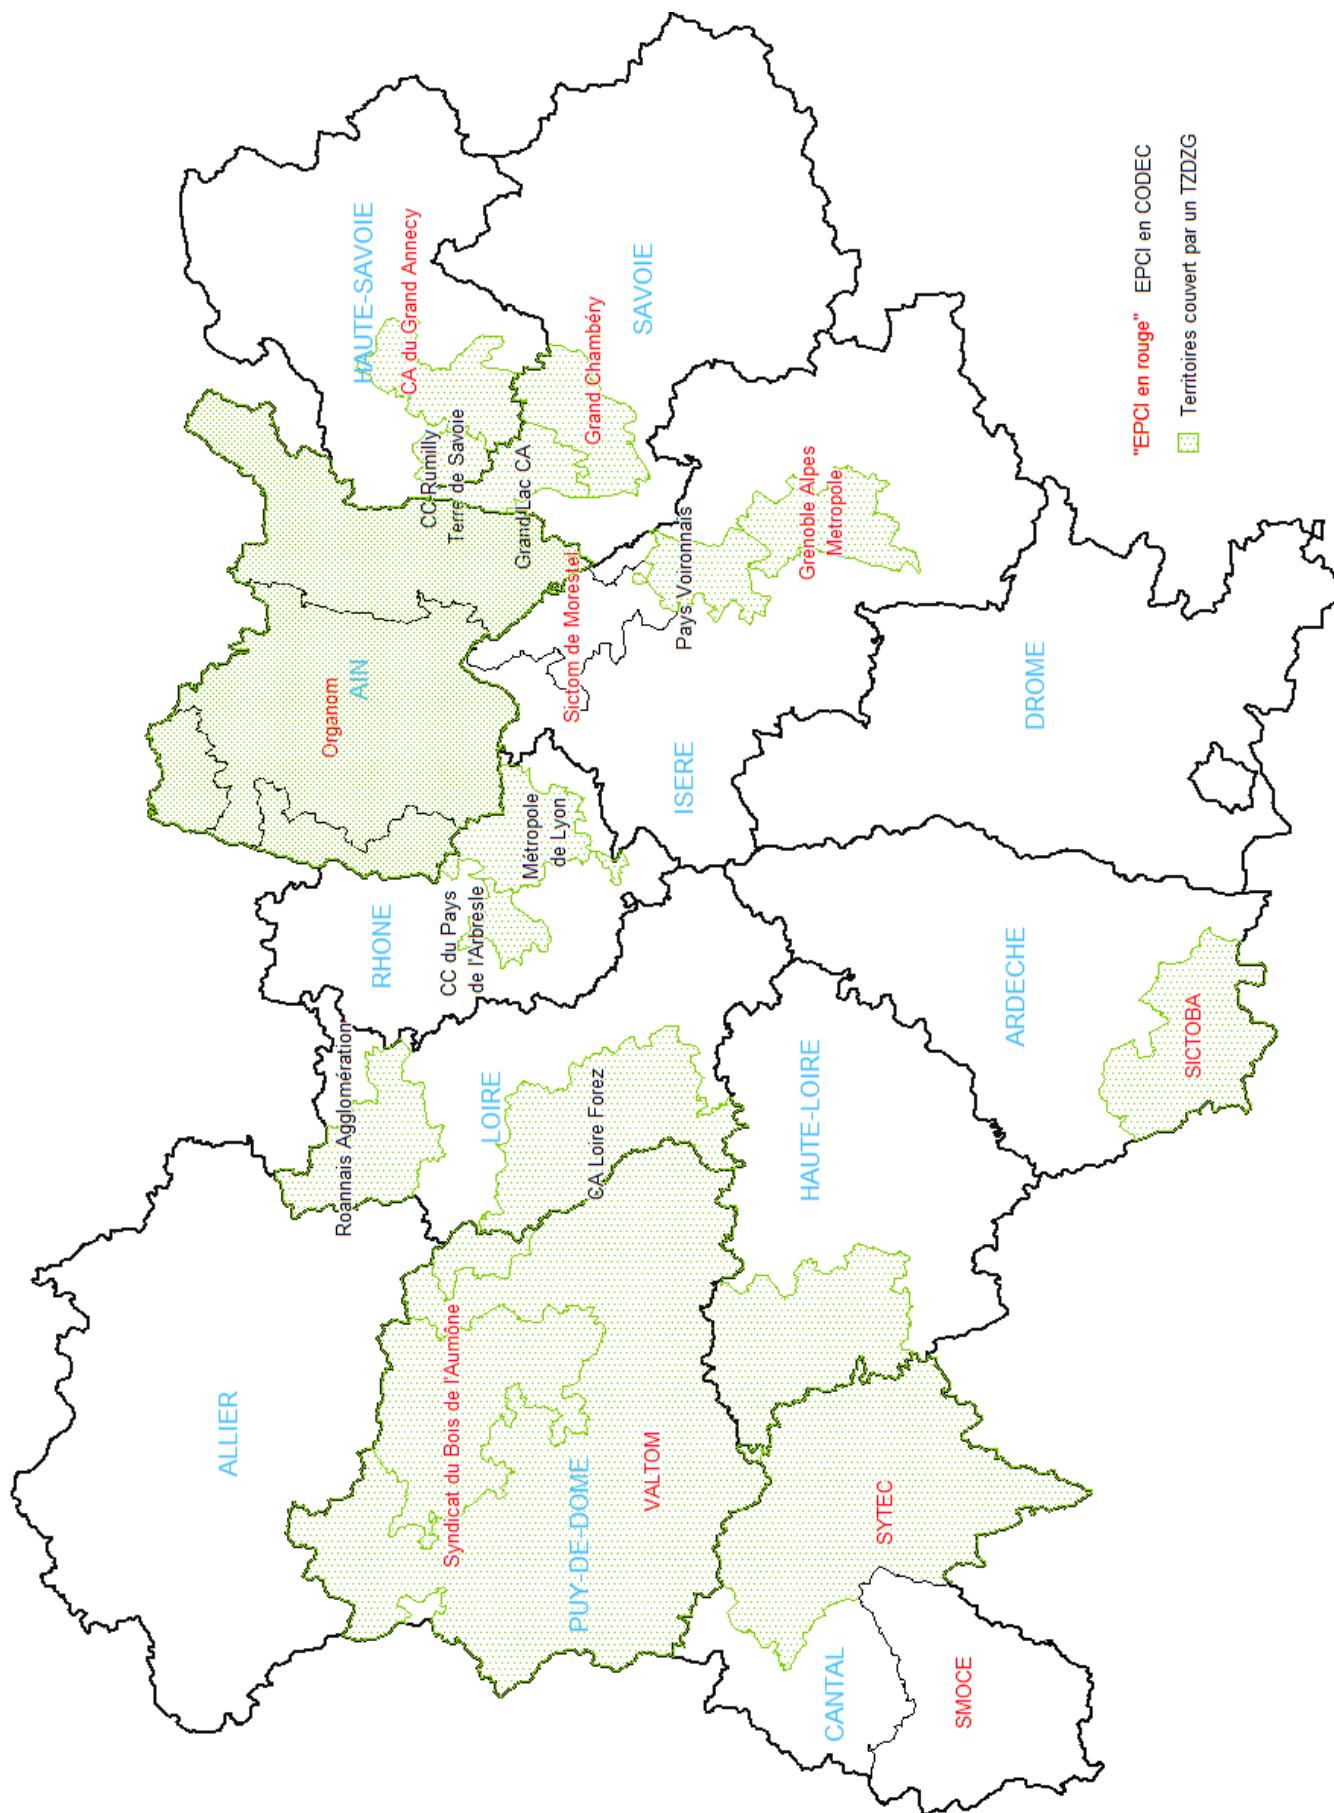 ALLIER
PUY-DE-DOME
Syndicat du Bois de l'Aumône
VALTOM
CANTAL
SYTEC
SMOCE
Roannais Agglomération
LOIRE
CA Loire Forez
HAUTE-LOIRE
RHONE
CC du Pays
de l'Arbresle
Métropole
de Lyon
ARDECHE
SICTOBA
Organom
AIN
ISERE
Sictom de Morestel
Pays Voironnais
Grenoble Alpes
Metropole
DROME
HAUTE-SAVOIE
CA du Grand Annecy
CC Rumilly
Terre de Savoie
Grand Lac CA
Grand Chambéry
SAVOIE
"EPCI en rouge" EPCI en CODEC
Territoires couvert par un TZDZG